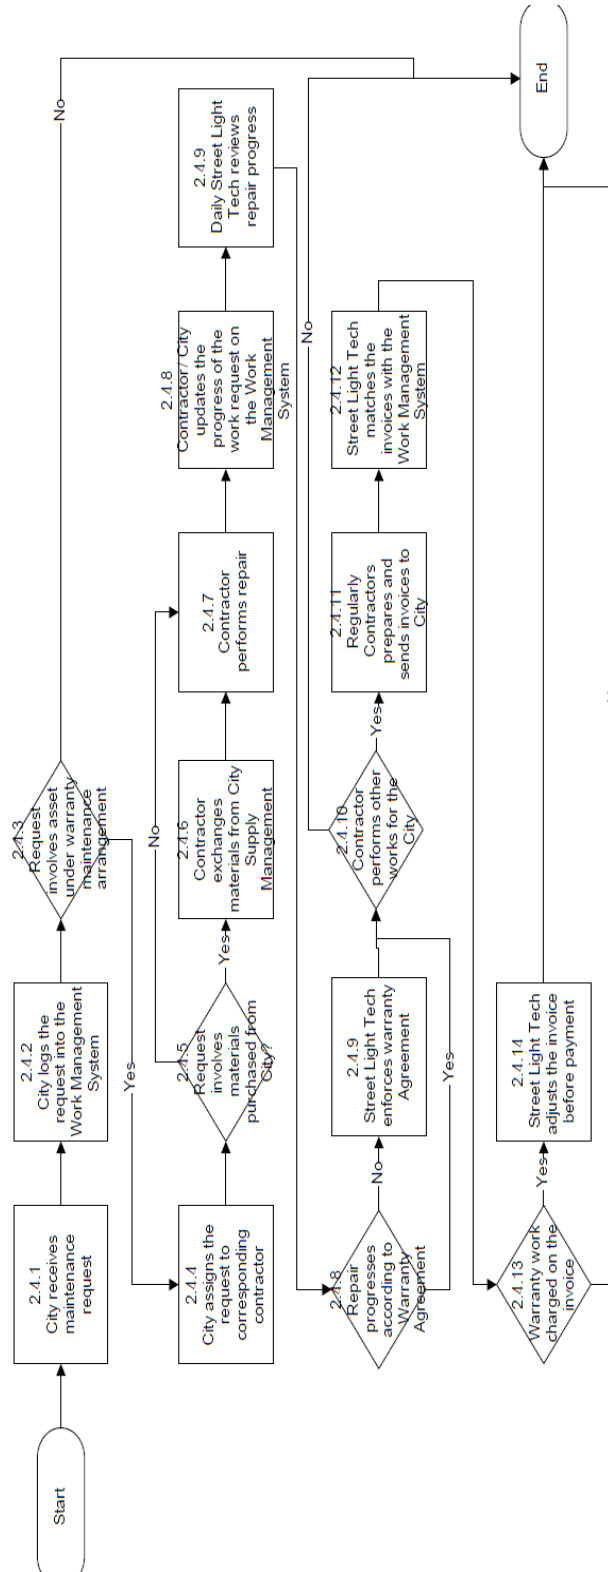 Start
2.4.1
City receives
maintenance
request
2.4.2
City logs the
request into the
Work Management
System
2.4.3
Request
involves asset
under warranty
maintenance
arrangement
No
Yes
2.4.4
City assigns the
request to
corresponding
contractor
2.4.5
Request
involves
materials
purchased from
City?
No
Yes
2.4.6
Contractor
exchanges
materials from City
Supply
Management
2.4.7
Contractor
performs repair
2.4.8
Contractor / City
updates the
progress of the
work request on
the Work
Management
System
2.4.9
Daily Street Light
Tech reviews
repair progress
2.4.8
Repair
progresses
according to
Warranty
Agreement
No
Yes
2.4.9
Street Light Tech
enforces warranty
Agreement
2.4.10
Contractor
performs other
works for the
City
No
Yes
2.4.11
Regularly
Contractors
prepares and
sends invoices to
City
2.4.12
Street Light Tech
matches the
invoices with the
Work Management
System
2.4.13
Warranty work
charged on the
invoice
Yes
2.4.14
Street Light Tech
adjusts the invoice
before payment
End